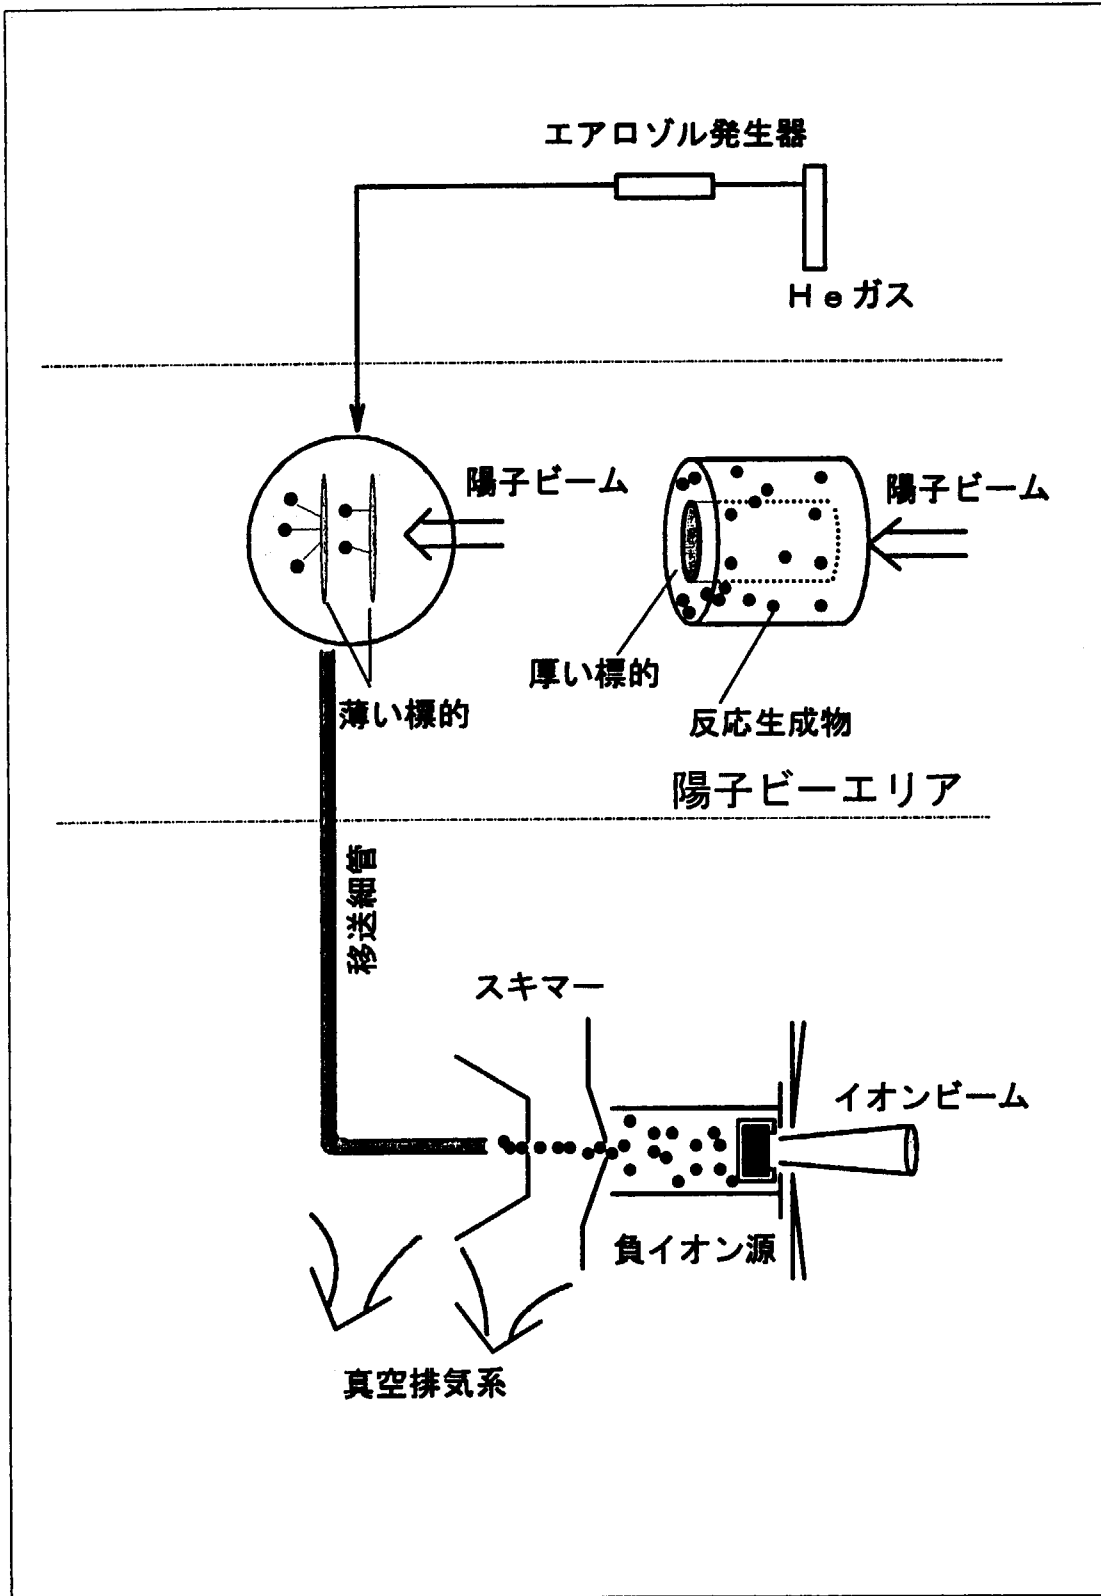 エアロゾル発生器
Ｈｅガス
陽子ビーム
陽子ビーム
厚い標的
薄い標的
反応生成物
陽子ビーエリア
移送細管
スキマー
イオンビーム
負イオン源
真空排気系